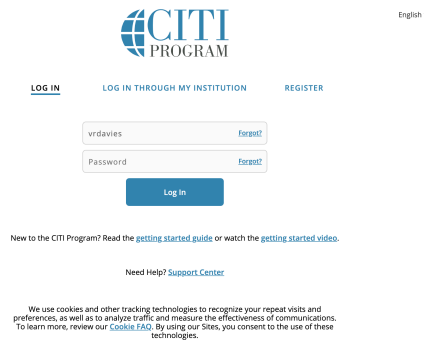 English
CITI
PROGRAM
LOG IN
LOG IN THROUGH MY INSTITUTION
REGISTER
vrdavies
Forgot?
Password
Forgot?
Log In
New to the CITI Program? Read the getting started guide or watch the getting started video.
Need Help? Support Center
We use cookies and other tracking technologies to recognize your repeat visits and
preferences, as well as to analyze traffic and measure the effectiveness of communications.
To learn more, review our Cookie FAQ. By using our Sites, you consent to the use of these
technologies.